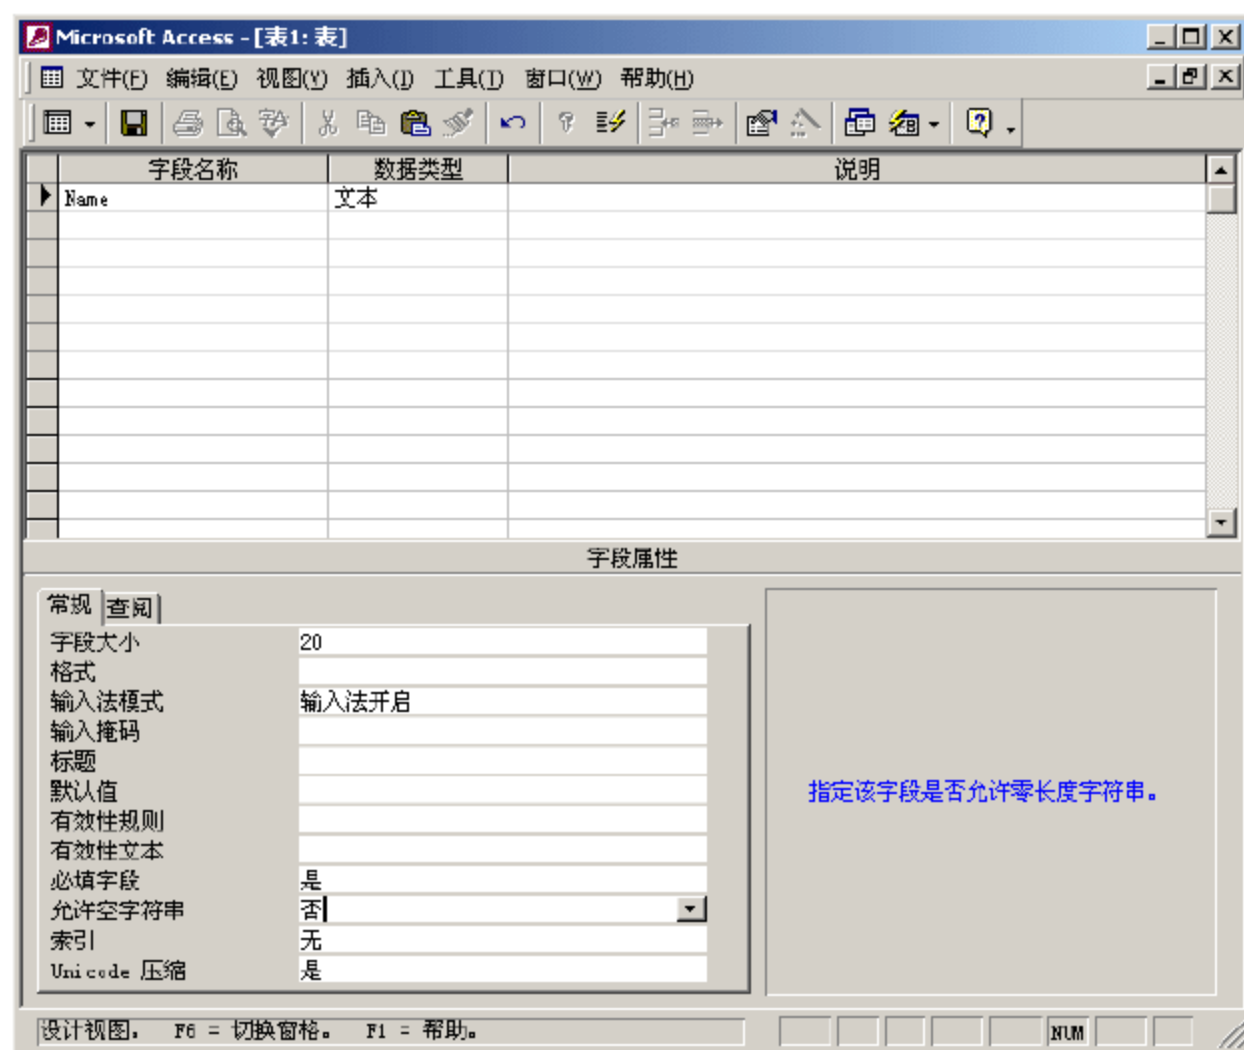 Microsoft Access - [表1: 表]
文件(F) 编辑(E) 视图(V) 插入(I) 工具(T) 窗口(W) 帮助(H)
字段名称 数据类型 说明
Name 文本
字段属性
常规 查阅
字段大小 20
格式
输入法模式 输入法开启
输入掩码
标题
默认值
有效性规则
有效性文本
必填字段 是
允许空字符串 否
索引 无
Unicode 压缩 是
指定该字段是否允许零长度字符串。
设计视图。 F6 = 切换窗格。 F1 = 帮助。 NUM